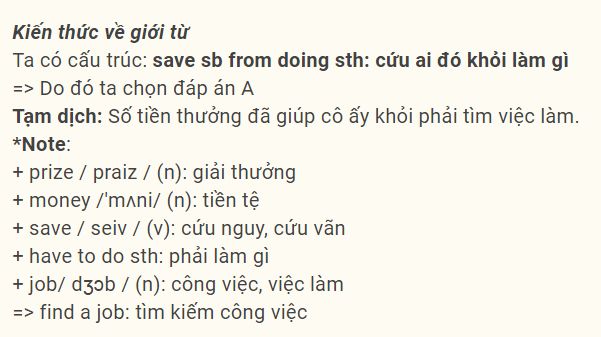 Kiến thức về giới từ
Ta có cấu trúc: save sb from doing sth: cứu ai đó khỏi làm gì
=> Do đó ta chọn đáp án A
Tạm dịch: Số tiền thưởng đã giúp cô ấy khỏi phải tìm việc làm.
*Note:
+ prize / praiz / (n): giải thưởng
+ money /'mʌni/ (n): tiền tệ
+ save / seiv / (v): cứu nguy, cứu vãn
+ have to do sth: phải làm gì
+ job/ dʒɔb / (n): công việc, việc làm
=> find a job: tìm kiếm công việc